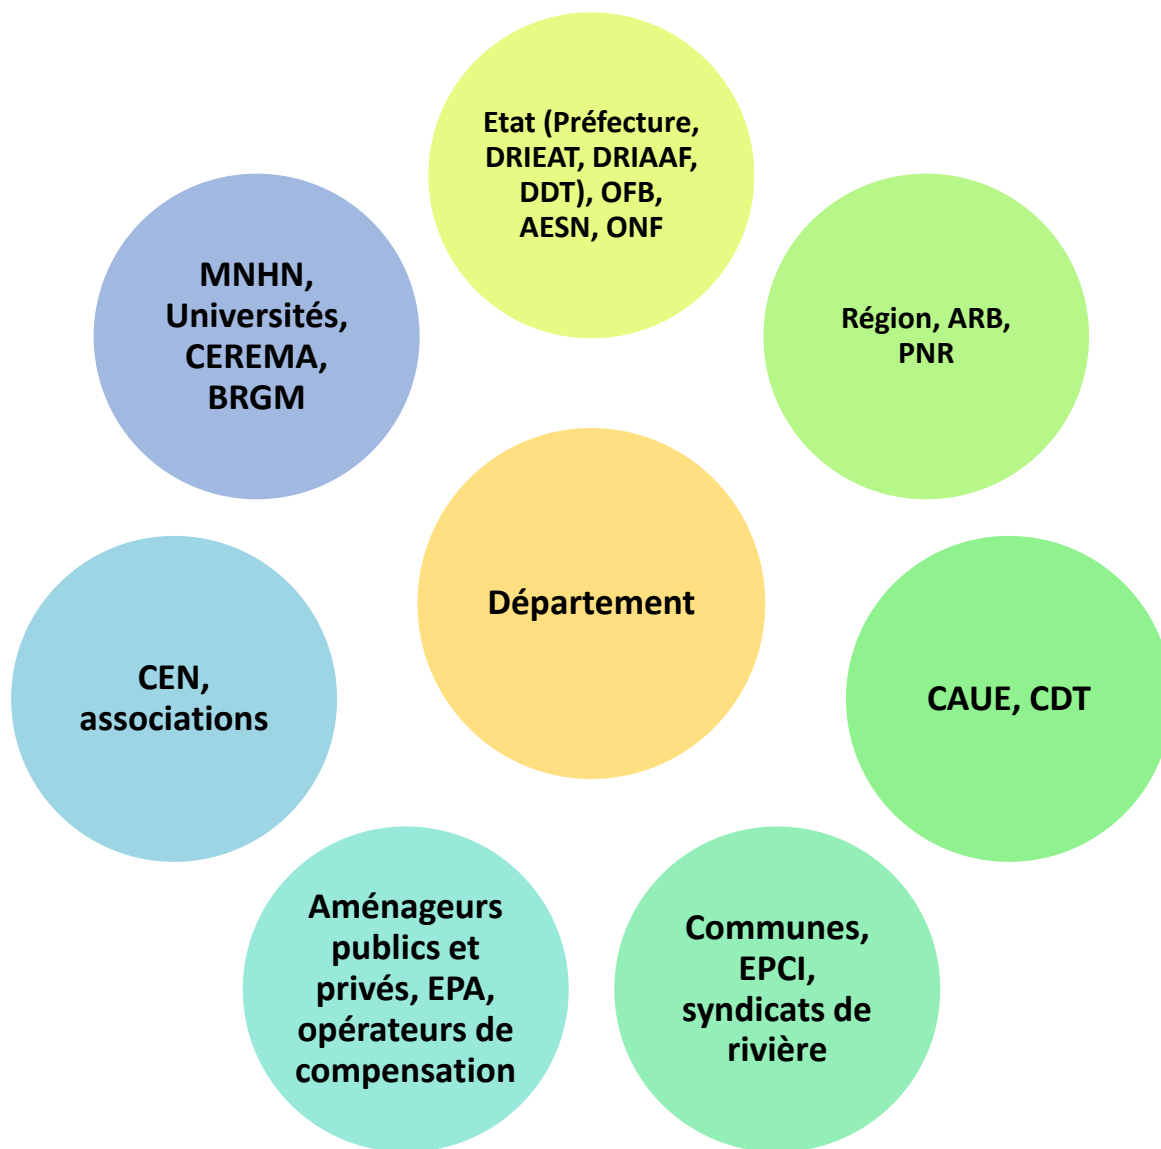 Etat (Préfecture,
DRIEAT, DRIAAF,
DDT), OFB,
AESN, ONF
MNHN,
Universités,
CEREMA,
BRGM
Région, ARB,
PNR
Département
CEN,
associations
CAUE, CDT
Aménageurs
publics et
privés, EPA,
opérateurs de
compensation
Communes,
EPCI,
syndicats de
rivière